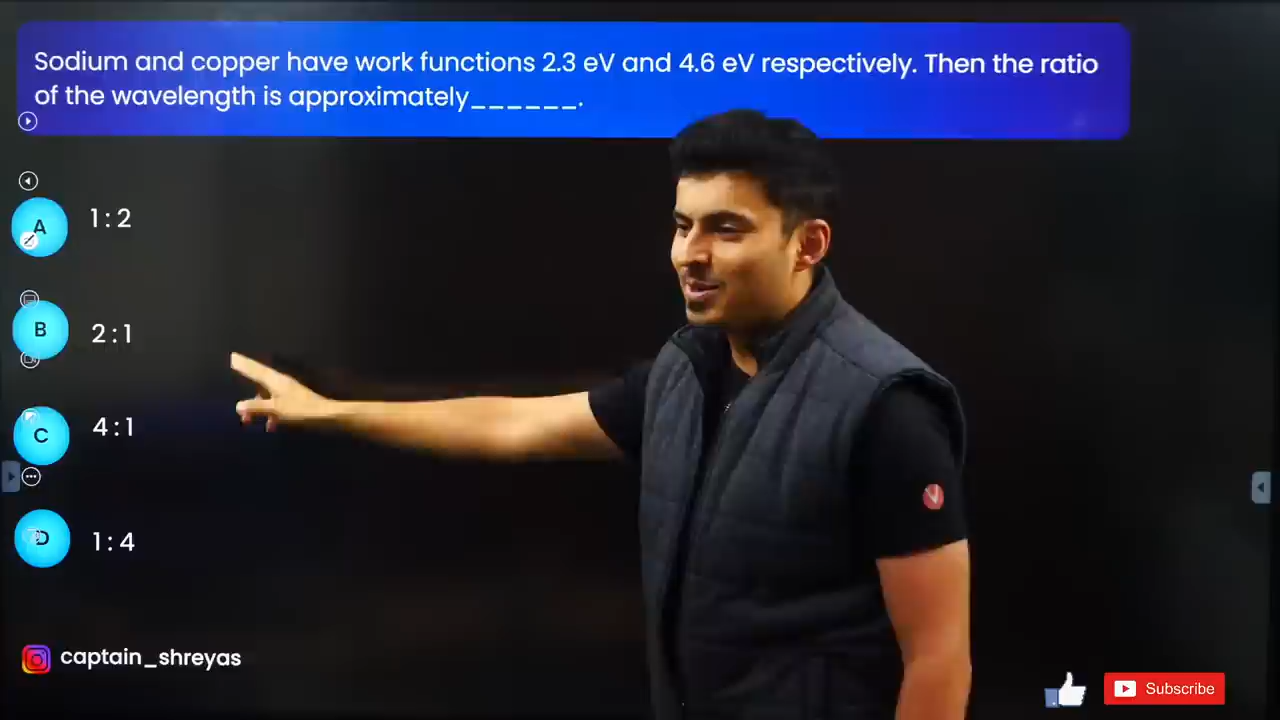 Sodium and copper have work functions 2.3 eV and 4.6 eV respectively. Then the ratio
of the wavelength is approximately______.
A 1 : 2
B 2 : 1
C 4 : 1
D 1 : 4
captain_shreyas
Subscribe